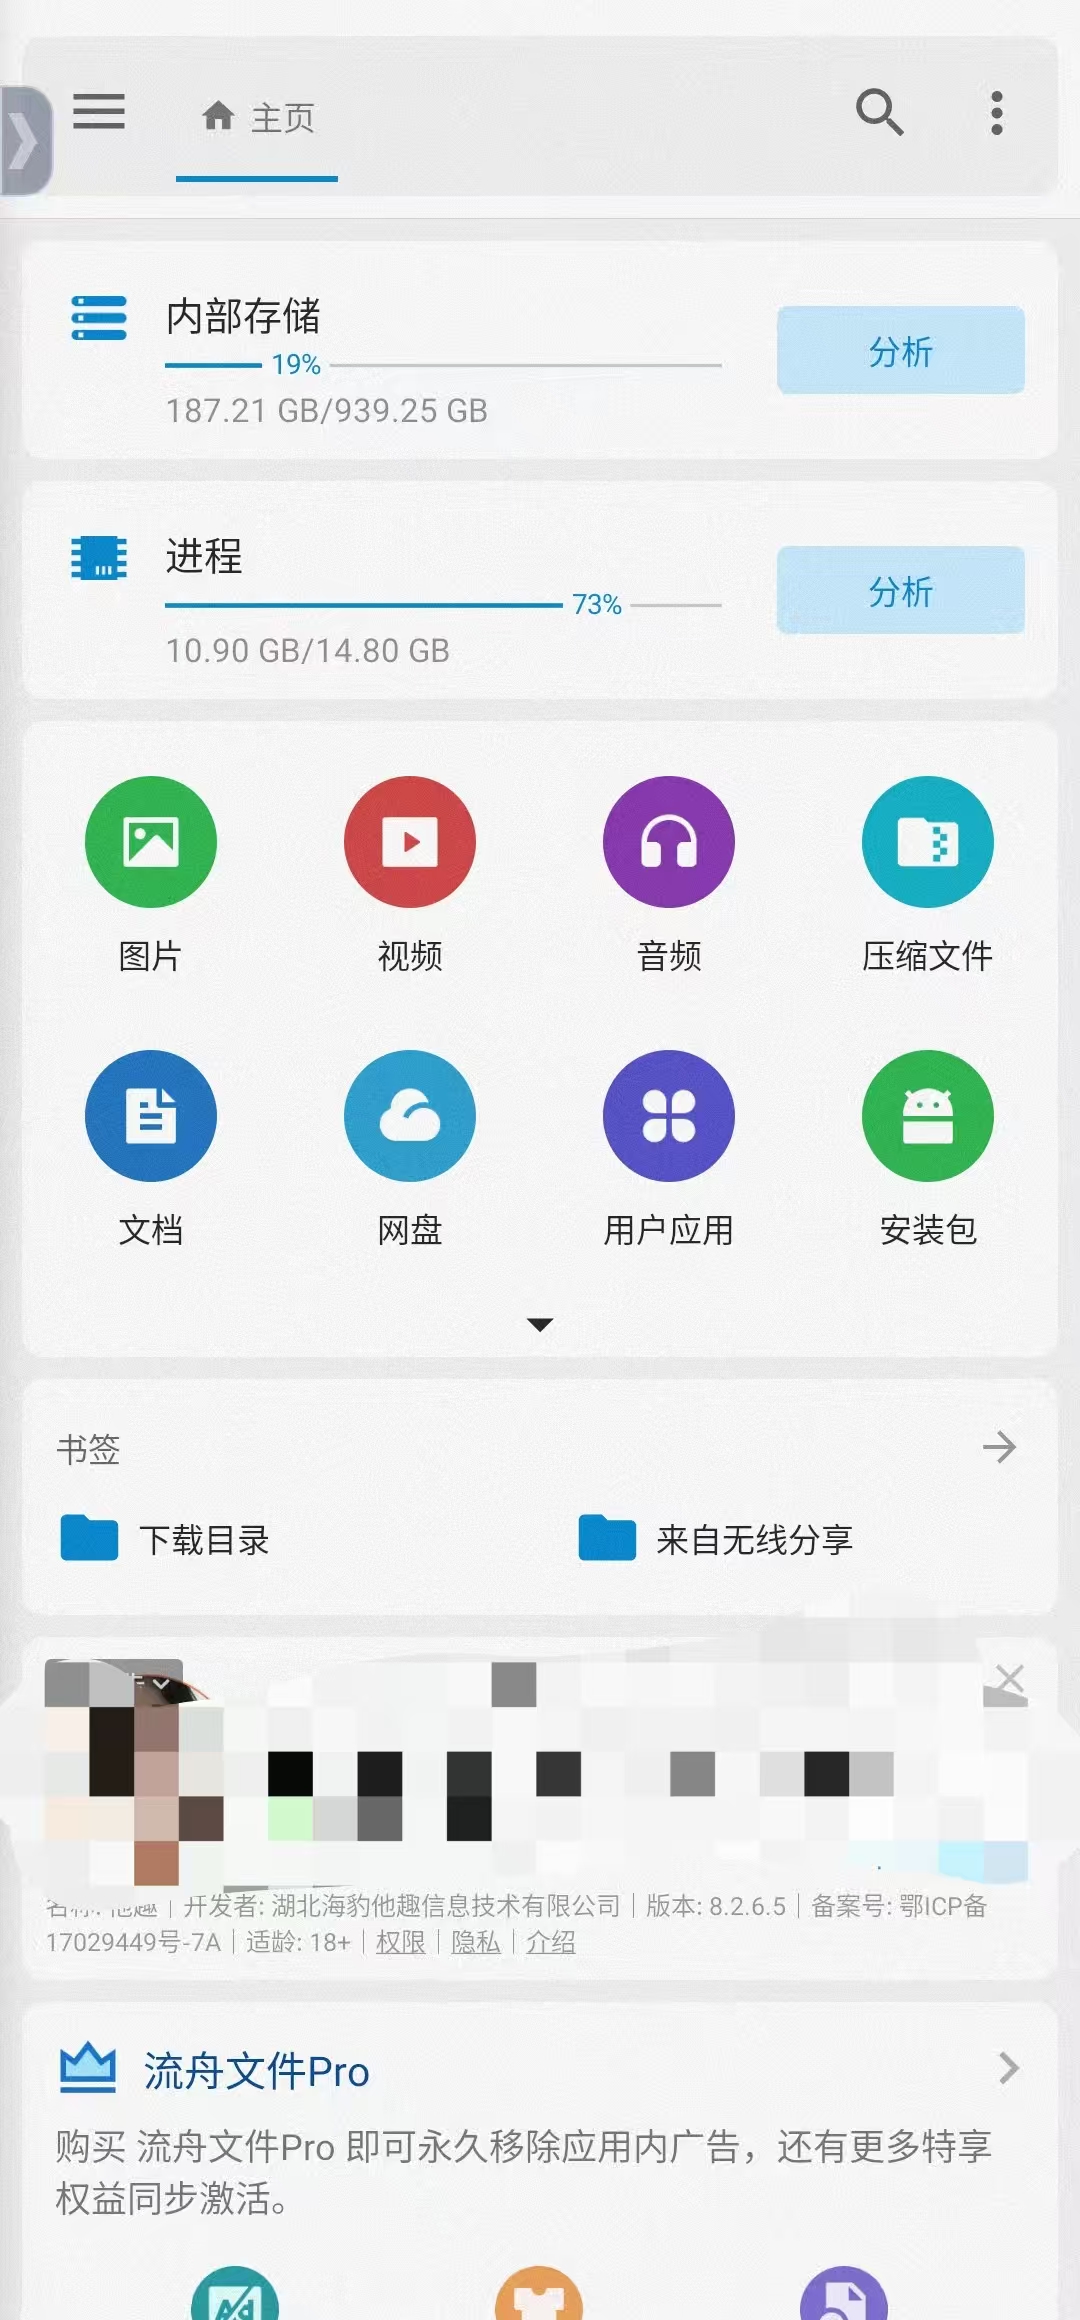 主页
内部存储
19%
187.21 GB/939.25 GB
分析
进程
73%
10.90 GB/14.80 GB
分析
图片
视频
音频
压缩文件
文档
网盘
用户应用
安装包
书签
下载目录
来自无线分享
名称: 他趣｜开发者: 湖北海豹他趣信息技术有限公司｜版本: 8.2.6.5｜备案号: 鄂ICP备
17029449号-7A｜适龄: 18+｜权限｜隐私｜介绍
流舟文件Pro
购买 流舟文件Pro 即可永久移除应用内广告，还有更多特享
权益同步激活。